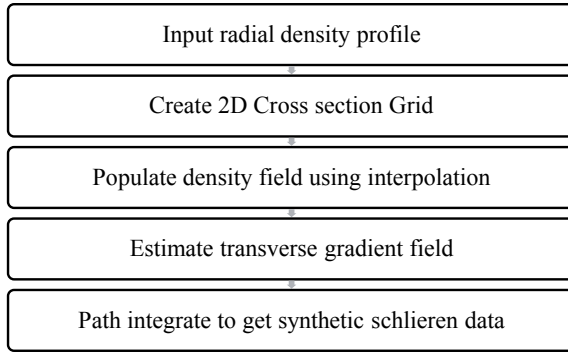 Input radial density profile
Create 2D Cross section Grid
Populate density field using interpolation
Estimate transverse gradient field
Path integrate to get synthetic schlieren data